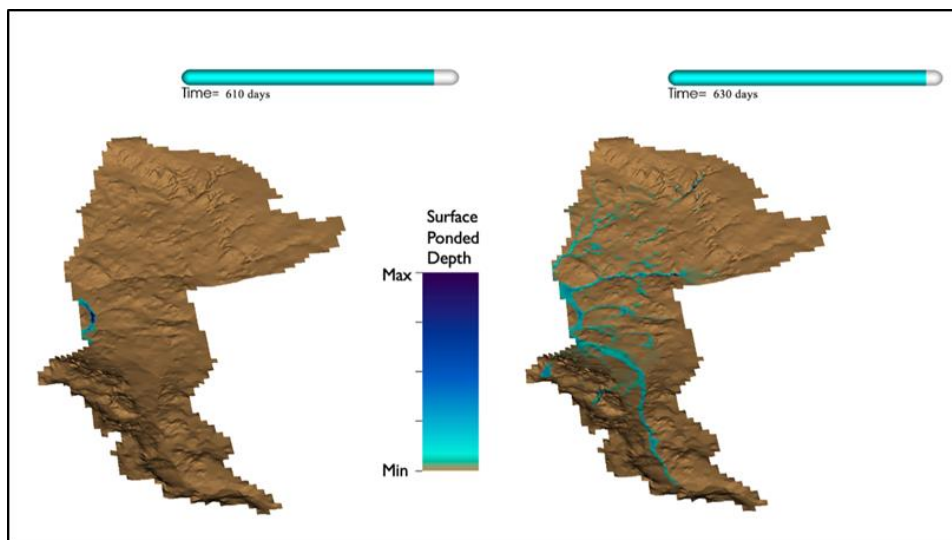 Time= 610 days
Time= 630 days
Surface
Ponded
Depth
Max
Min